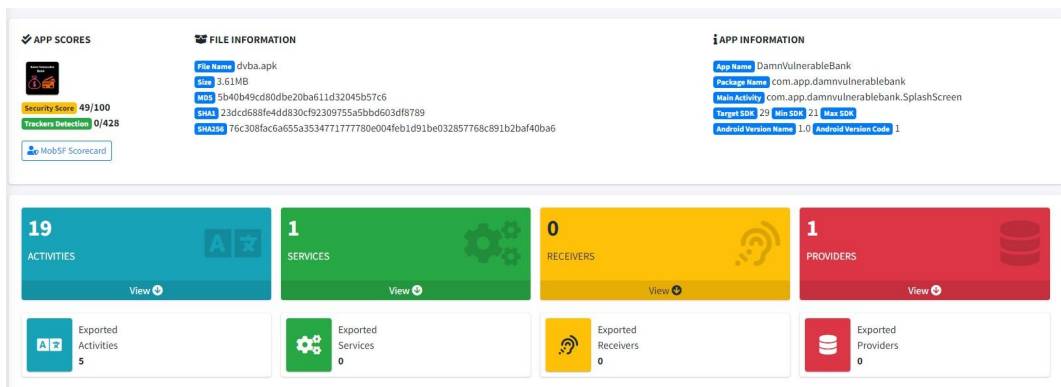 APP SCORES
Security Score 49/100
Trackers Detection 0/428
MobSF Scorecard
FILE INFORMATION
File Name dvba.apk
Size 3.61MB
MD5 5b40b49cd80dbe20ba611d32045b57c6
SHA1 23dcd688fe4dd830cf92309755a5bbd603df8789
SHA256 76c308fac6a655a3534771777780e004feb1d91be032857768c891b2baf40ba6
APP INFORMATION
App Name DamnVulnerableBank
Package Name com.app.damnvulnerablebank
Main Activity com.app.damnvulnerablebank.SplashScreen
Target SDK 29 Min SDK 21 Max SDK
Android Version Name 1.0 Android Version Code 1
19
ACTIVITIES
View
1
SERVICES
View
0
RECEIVERS
View
1
PROVIDERS
View
Exported
Activities
5
Exported
Services
0
Exported
Receivers
0
Exported
Providers
0